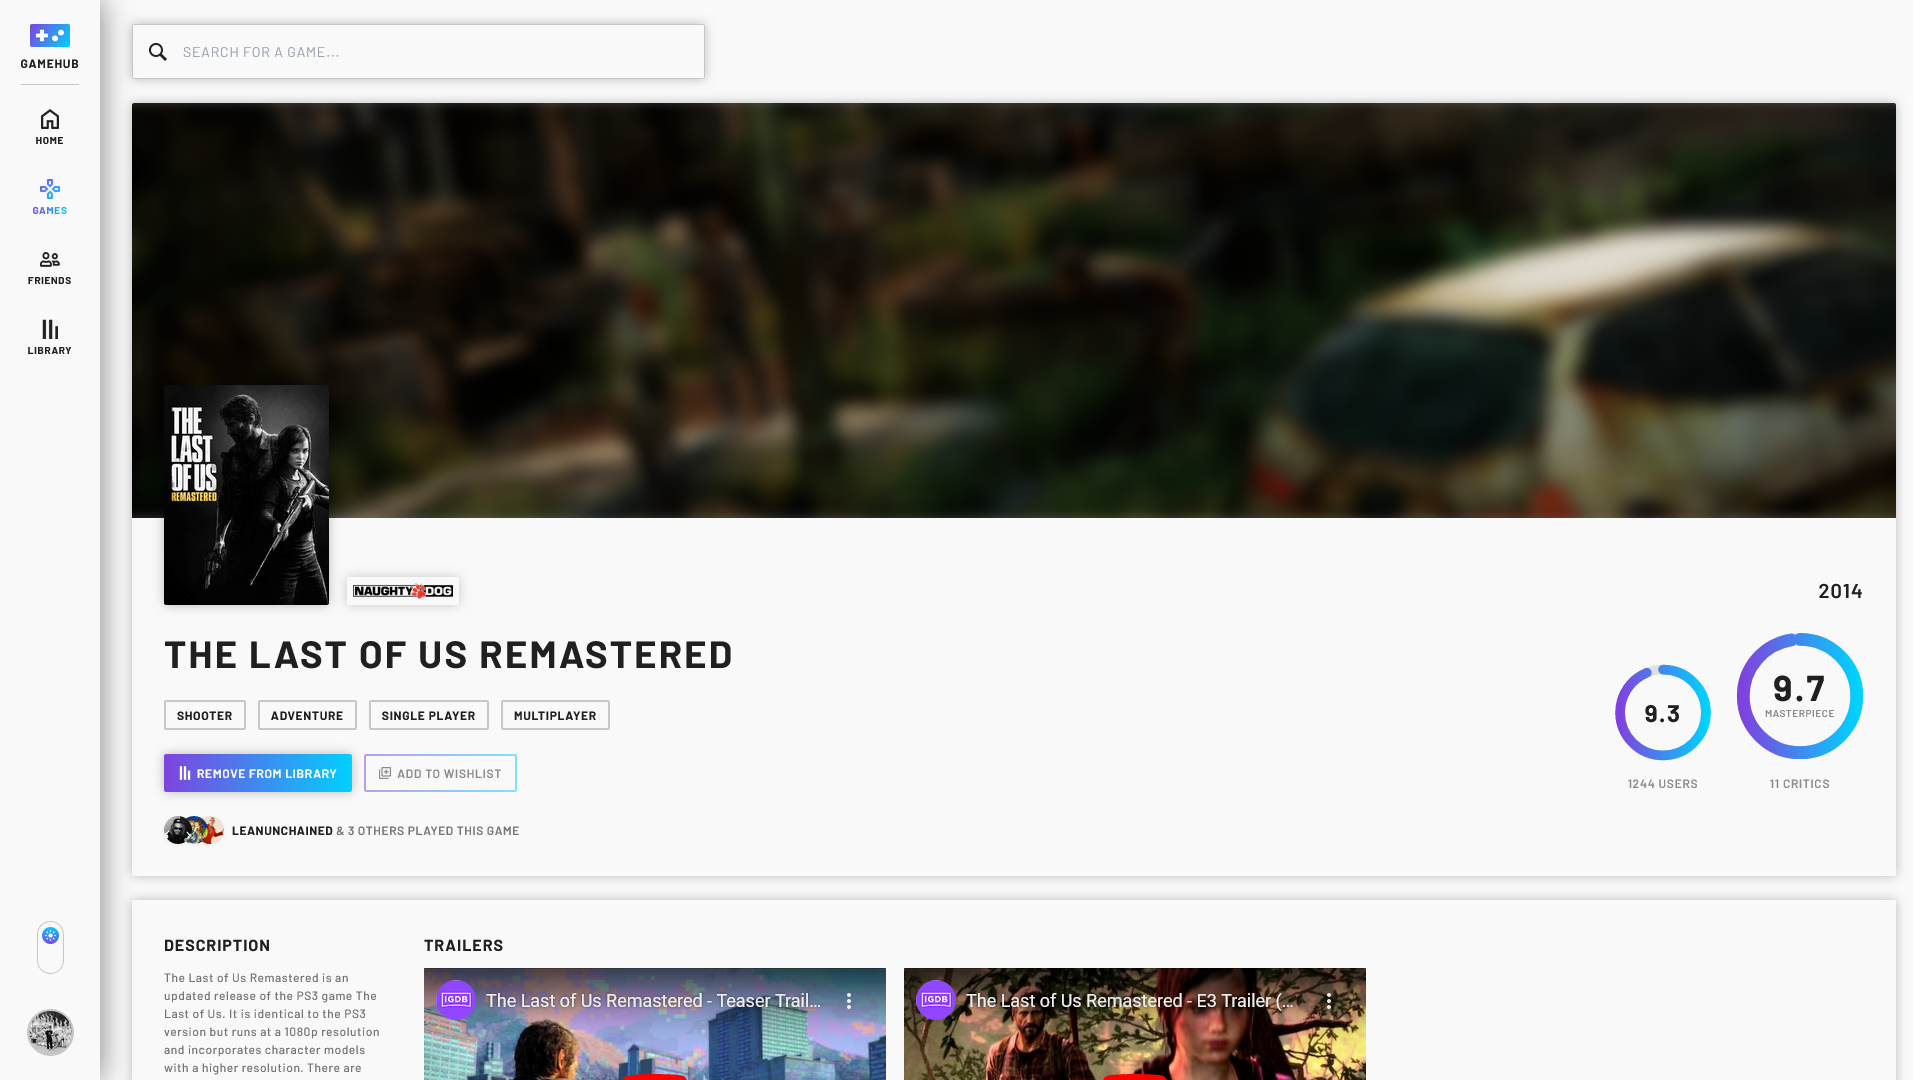 GAMEHUB
HOME
GAMES
FRIENDS
LIBRARY
SEARCH FOR A GAME...
THE
LAST
OF US
REMASTERED
NAUGHTY DOG
2014
THE LAST OF US REMASTERED
SHOOTER
ADVENTURE
SINGLE PLAYER
MULTIPLAYER
REMOVE FROM LIBRARY
ADD TO WISHLIST
LEANUNCHAINED & 3 OTHERS PLAYED THIS GAME
9.3
1244 USERS
9.7
MASTERPIECE
11 CRITICS
DESCRIPTION
The Last of Us Remastered is an
updated release of the PS3 game The
Last of Us. It is identical to the PS3
version but runs at a 1080p resolution
and incorporates character models
with a higher resolution. There are
TRAILERS
IGDB
The Last of Us Remastered - Teaser Trail...
IGDB
The Last of Us Remastered - E3 Trailer (...